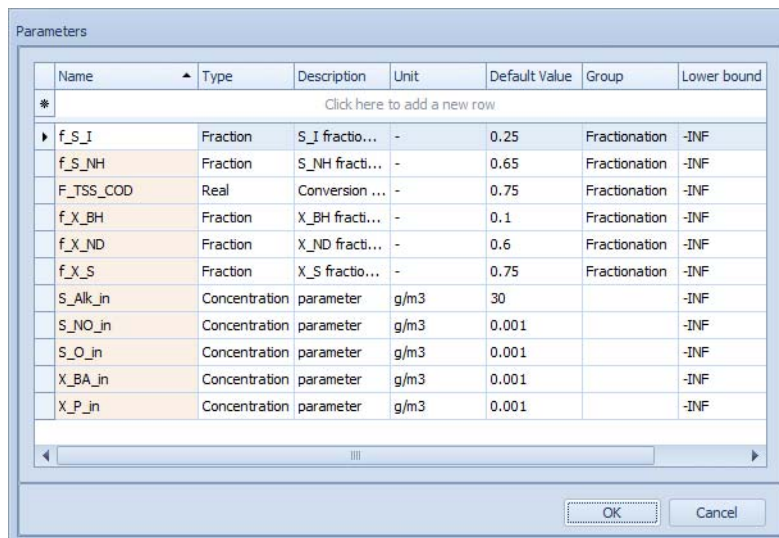 Parameters
Name Type Description Unit Default Value Group Lower bound
Click here to add a new row
f_S_I Fraction S_I fractio... - 0.25 Fractionation -INF
f_S_NH Fraction S_NH fracti... - 0.65 Fractionation -INF
F_TSS_COD Real Conversion ... - 0.75 Fractionation -INF
f_X_BH Fraction X_BH fracti... - 0.1 Fractionation -INF
f_X_ND Fraction X_ND fracti... - 0.6 Fractionation -INF
f_X_S Fraction X_S fractio... - 0.75 Fractionation -INF
S_Alk_in Concentration parameter g/m3 30 -INF
S_NO_in Concentration parameter g/m3 0.001 -INF
S_O_in Concentration parameter g/m3 0.001 -INF
X_BA_in Concentration parameter g/m3 0.001 -INF
X_P_in Concentration parameter g/m3 0.001 -INF
OK Cancel